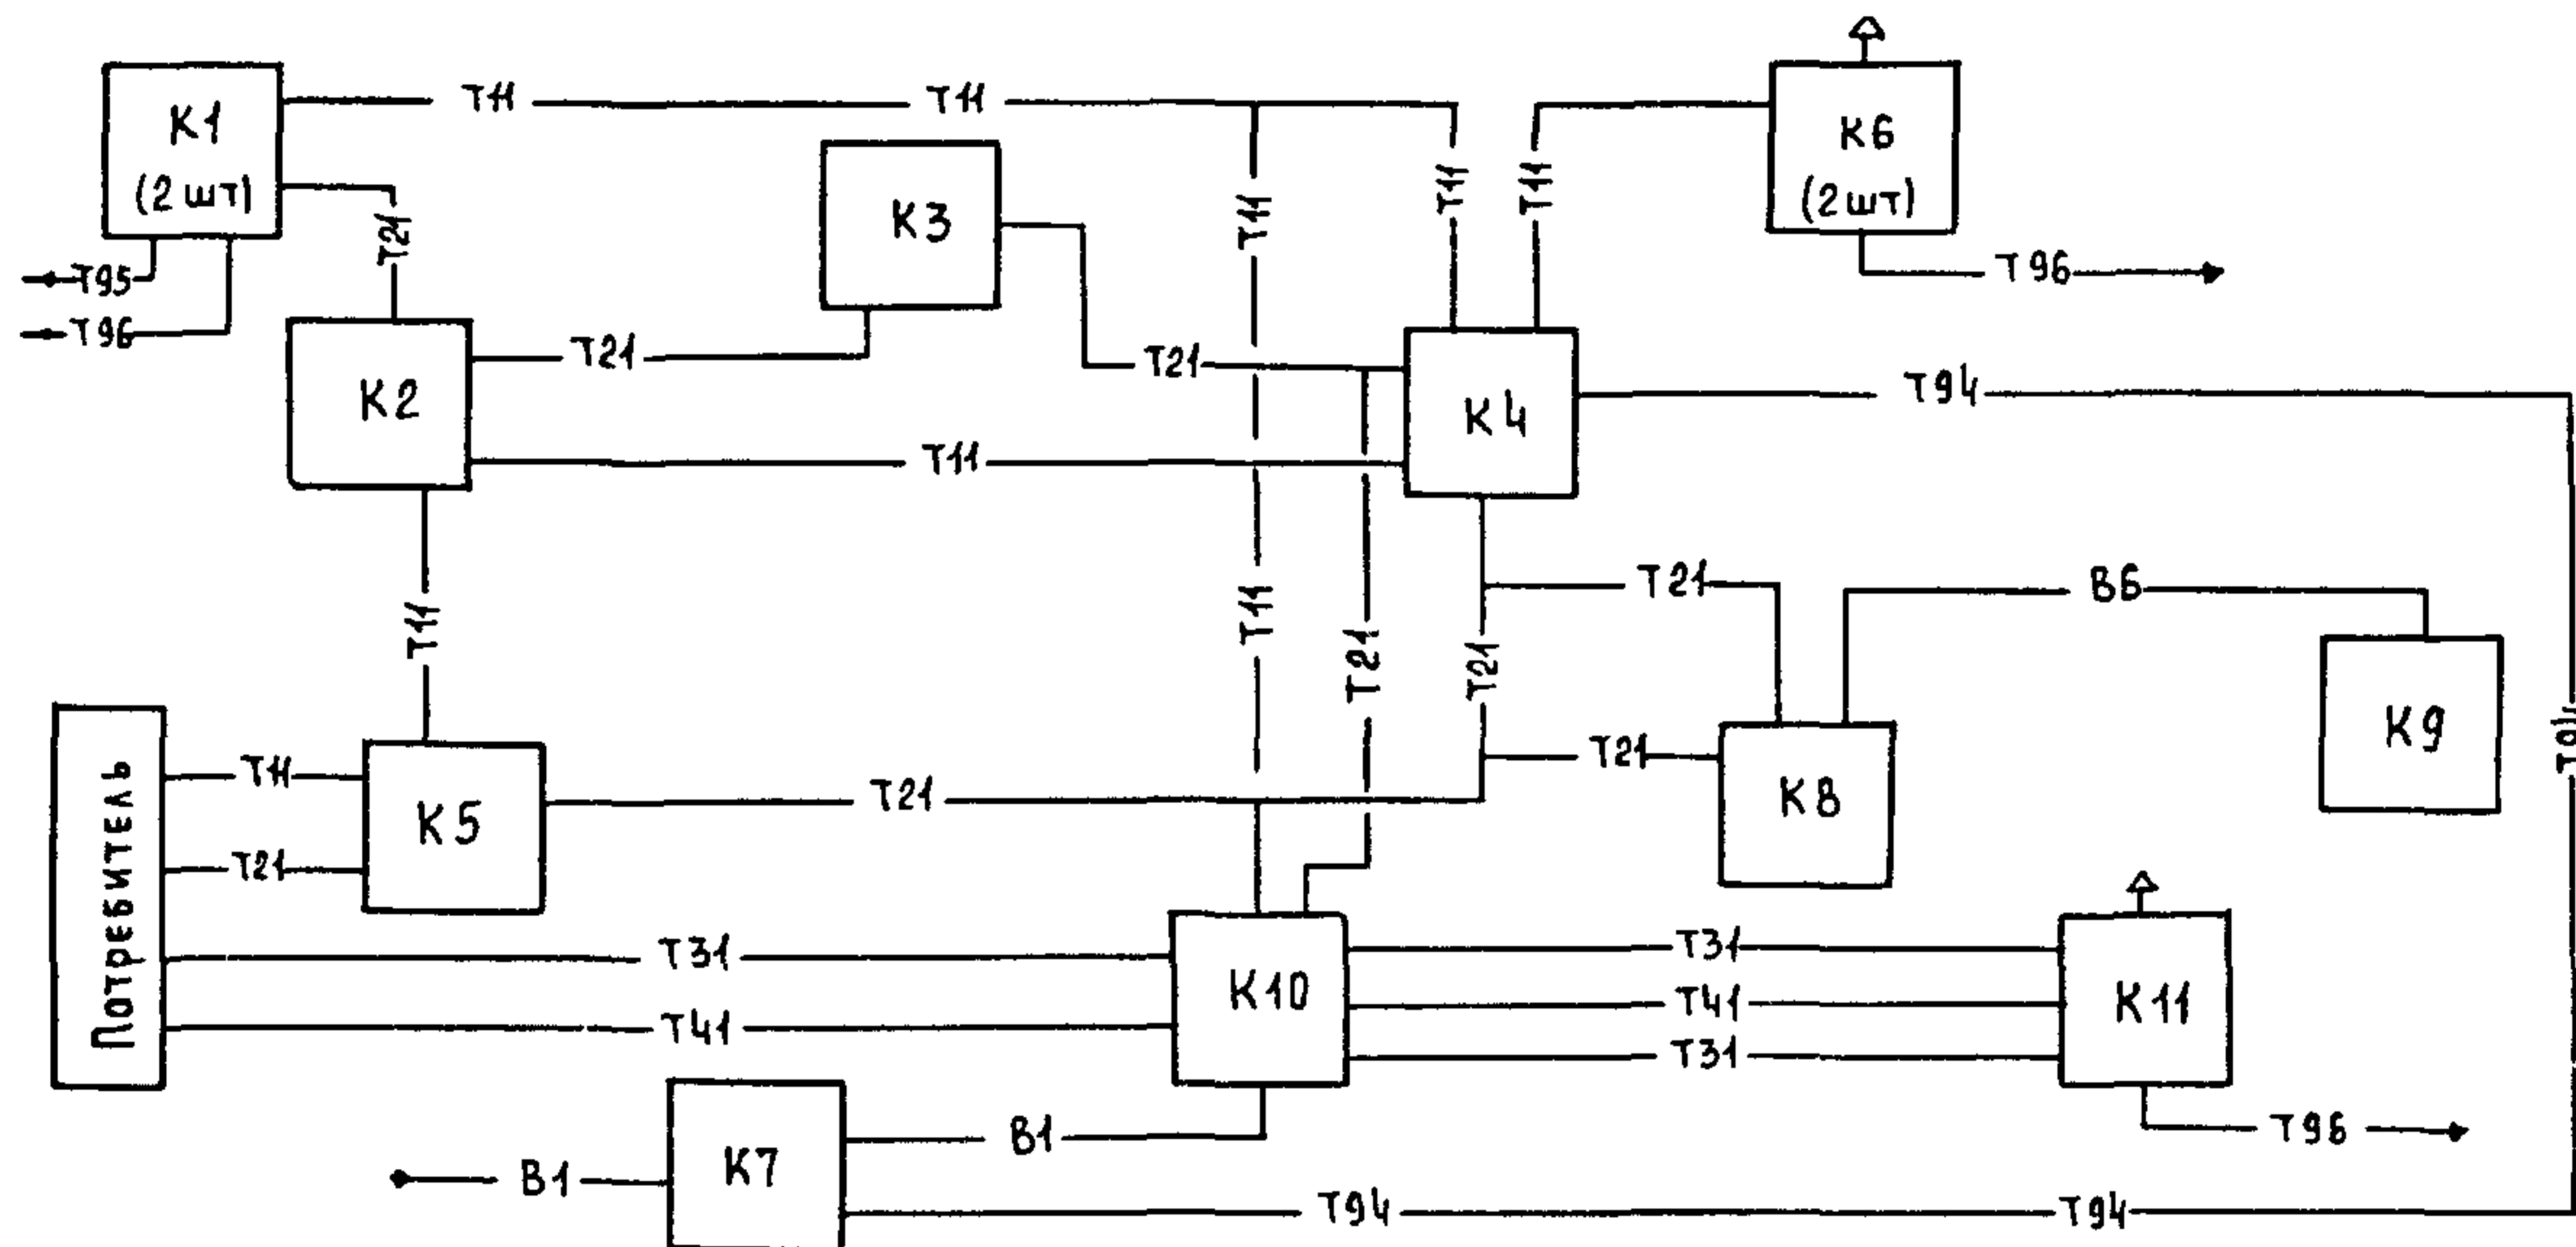 К1
(2 шт)
Т11
Т11
К6
(2 шт)
Т11
Т11
Т11
К3
Т21
Т95
Т96
Т96
К2
Т21
Т21
К4
Т94
Т11
Т21
В6
Т11
Т11
Т21
Т21
К9
Т94
Потребитель
Т11
К5
Т21
Т21
К8
Т21
Т31
К10
Т31
Т41
К11
Т41
Т31
В1
Т96
К7
В1
Т94
Т94